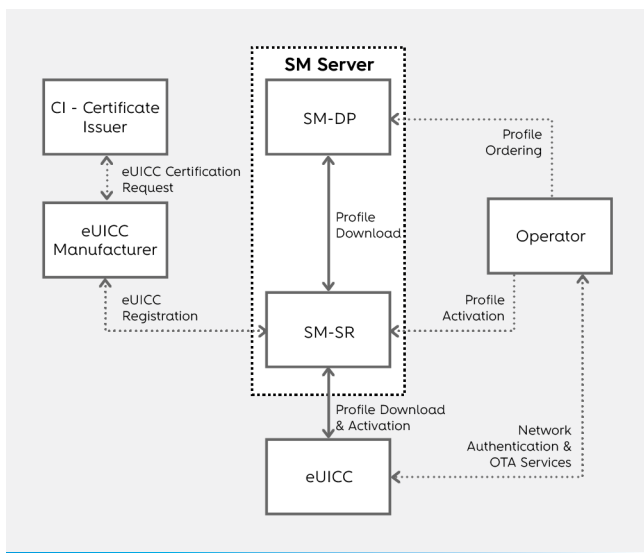 SM Server
CI - Certificate
Issuer
SM-DP
Profile
Ordering
eUICC Certification
Request
eUICC
Manufacturer
Profile
Download
Operator
eUICC
Registration
SM-SR
Profile
Activation
Profile Download
& Activation
Network
Authentication &
OTA Services
eUICC